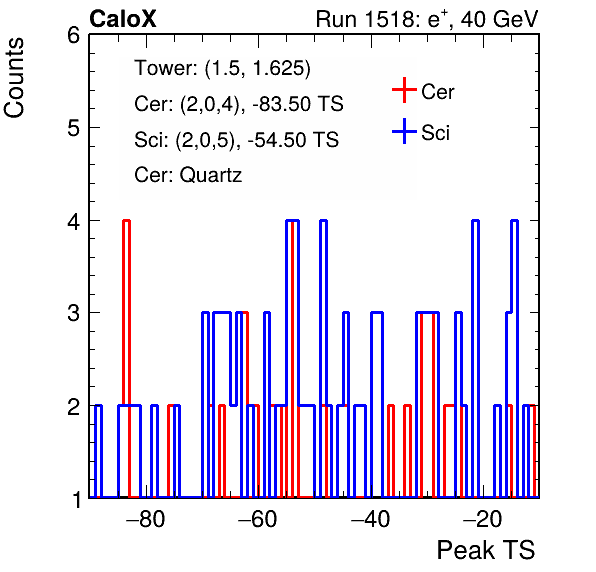 CaloX
Run 1518: e+, 40 GeV
Counts
6
5
4
3
2
1
Tower: (1.5, 1.625)
Cer: (2,0,4), -83.50 TS
Sci: (2,0,5), -54.50 TS
Cer: Quartz
Cer
Sci
−80
−60
−40
−20
Peak TS